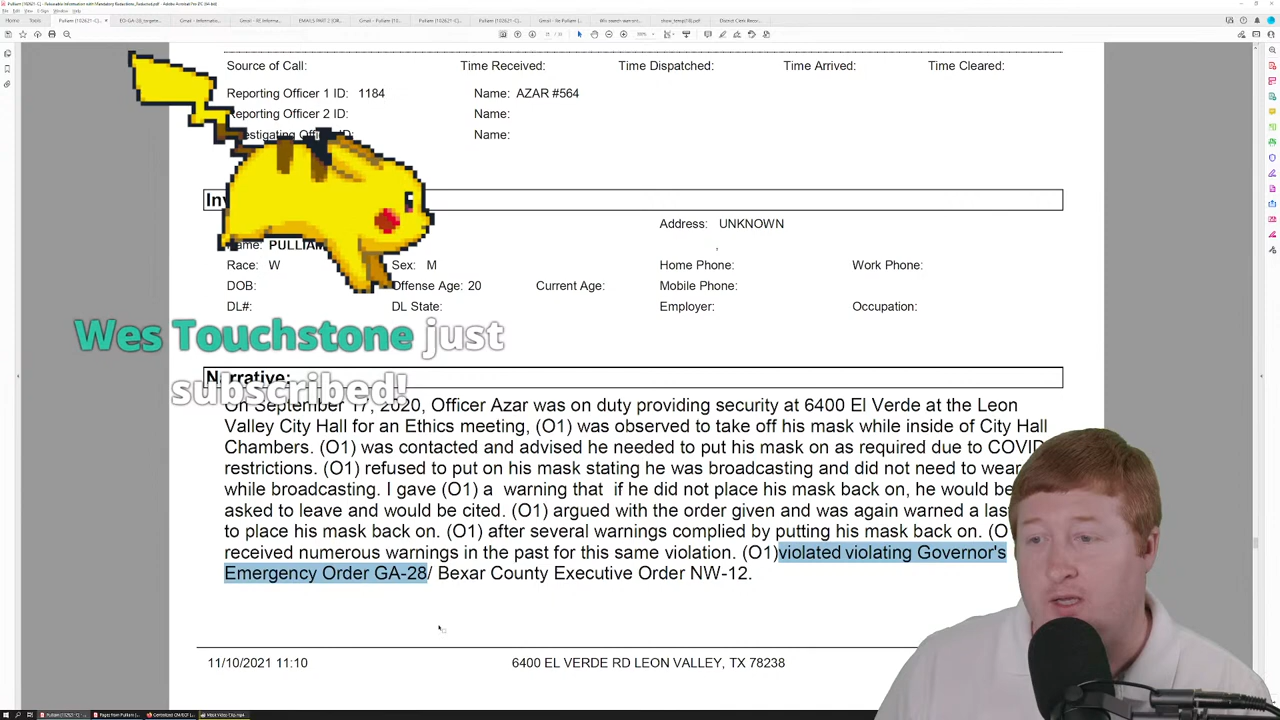 Source of Call: Time Received: Time Dispatched: Time Arrived: Time Cleared:
Reporting Officer 1 ID: 1184 Name: AZAR #564
Reporting Officer 2 ID: Name:
Name:
Address: UNKNOWN
Race: W Sex: M Home Phone: Work Phone:
DOB: Offense Age: 20 Current Age: Mobile Phone:
DL#: DL State: Employer: Occupation:
Wes Touchstone just
subscribed!
Narrative:
On September 17, 2020, Officer Azar was on duty providing security at 6400 El Verde at the Leon
Valley City Hall for an Ethics meeting, (O1) was observed to take off his mask while inside of City Hall
Chambers. (O1) was contacted and advised he needed to put his mask on as required due to COVID
restrictions. (O1) refused to put on his mask stating he was broadcasting and did not need to wear
while broadcasting. I gave (O1) a warning that if he did not place his mask back on, he would be
asked to leave and would be cited. (O1) argued with the order given and was again warned a las
to place his mask back on. (O1) after several warnings complied by putting his mask back on. (O
received numerous warnings in the past for this same violation. (O1)violated violating Governor's
Emergency Order GA-28/ Bexar County Executive Order NW-12.
11/10/2021 11:10 6400 EL VERDE RD LEON VALLEY, TX 78238